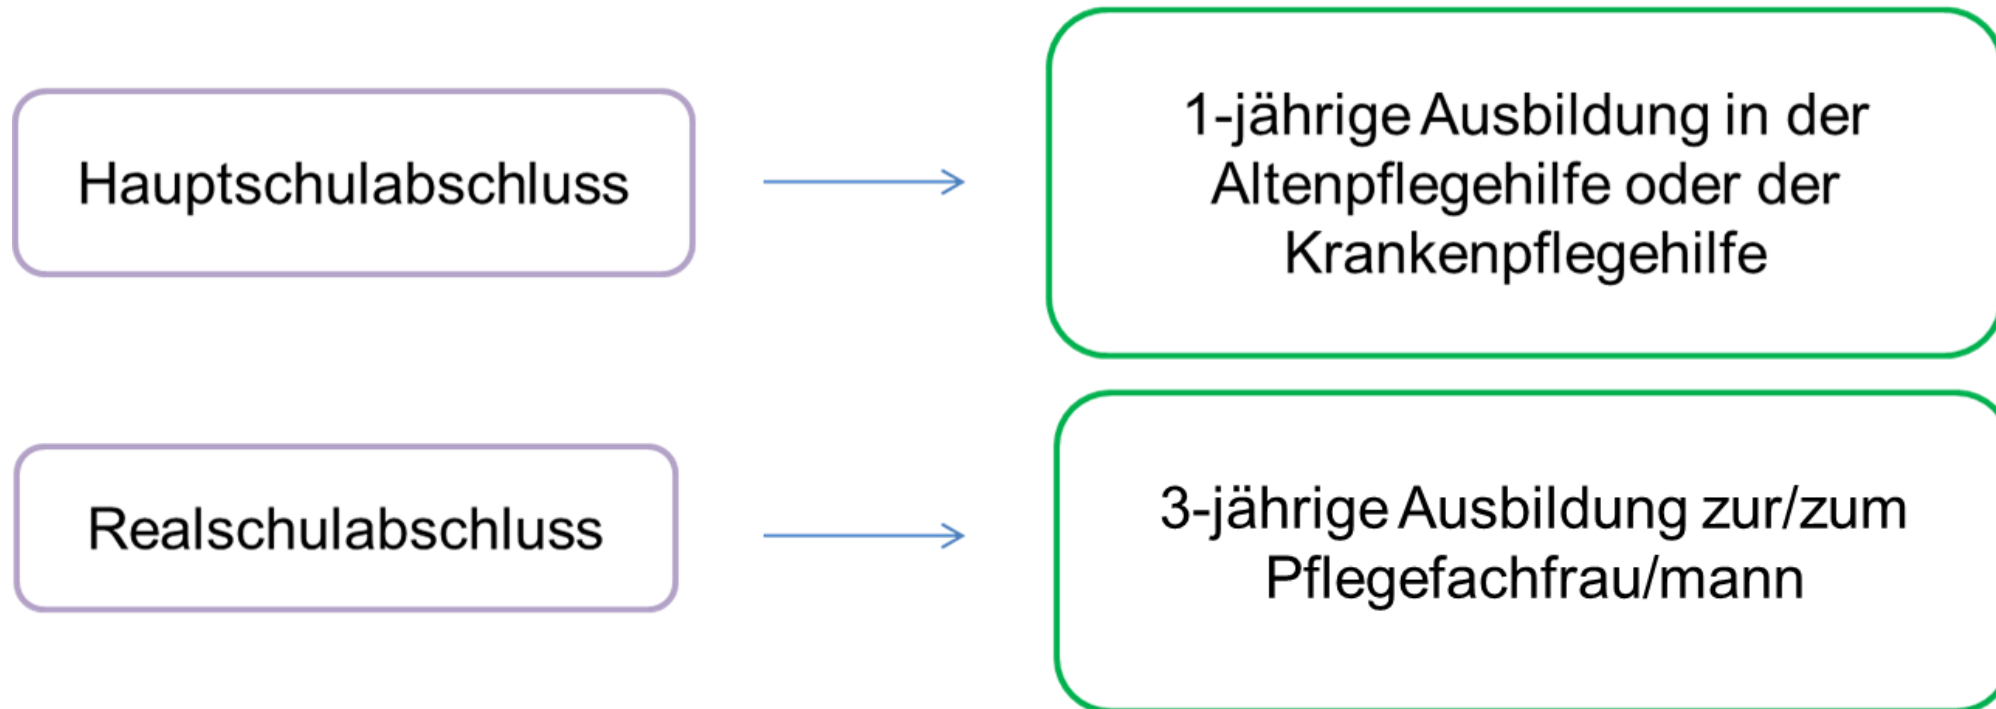 Hauptschulabschluss
1-jährige Ausbildung in der
Altenpflegehilfe oder der
Krankenpflegehilfe
Realschulabschluss
3-jährige Ausbildung zur/zum
Pflegefachfrau/mann